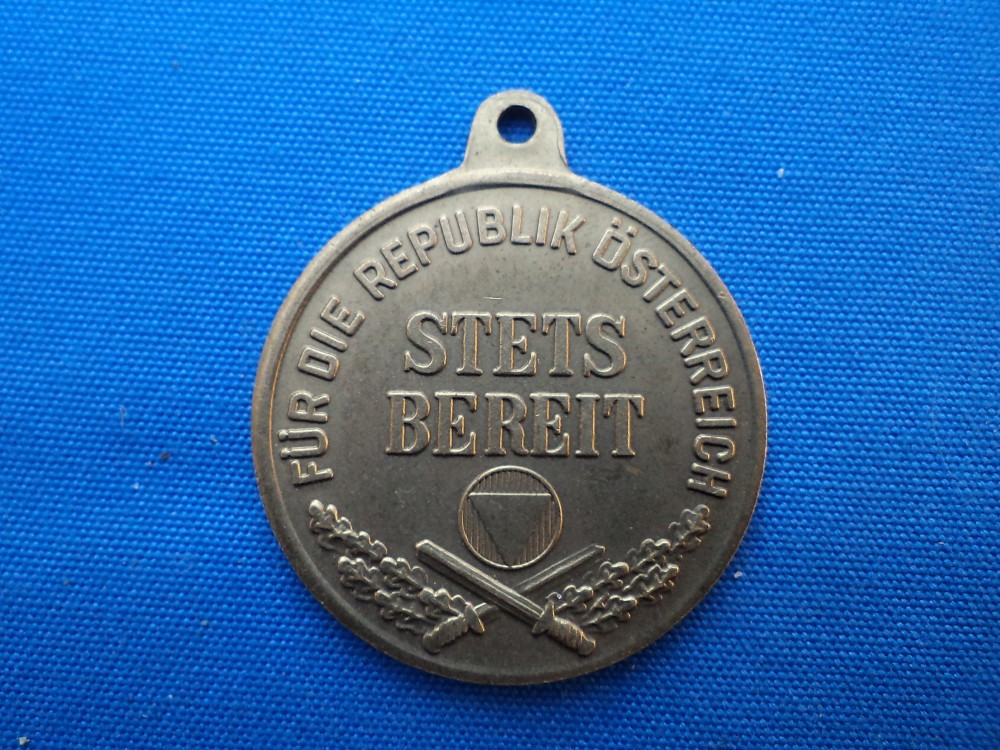 FÜR DIE REPUBLIK ÖSTERREICH
STETS
BEREIT